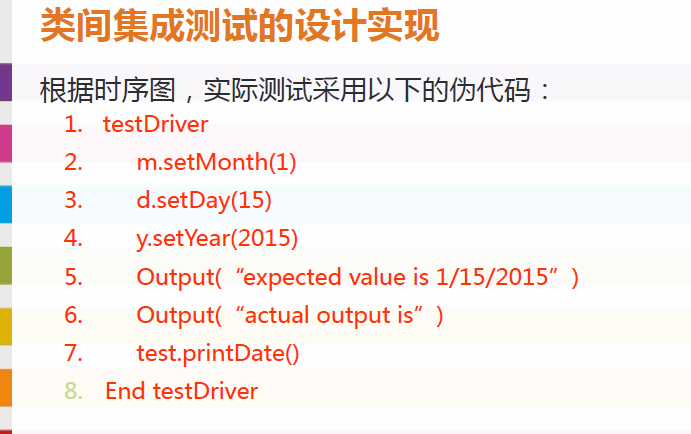 类间集成测试的设计实现
根据时序图，实际测试采用以下的伪代码：
1. testDriver
2. m.setMonth(1)
3. d.setDay(15)
4. y.setYear(2015)
5. Output(“expected value is 1/15/2015”)
6. Output(“actual output is”)
7. test.printDate()
8. End testDriver